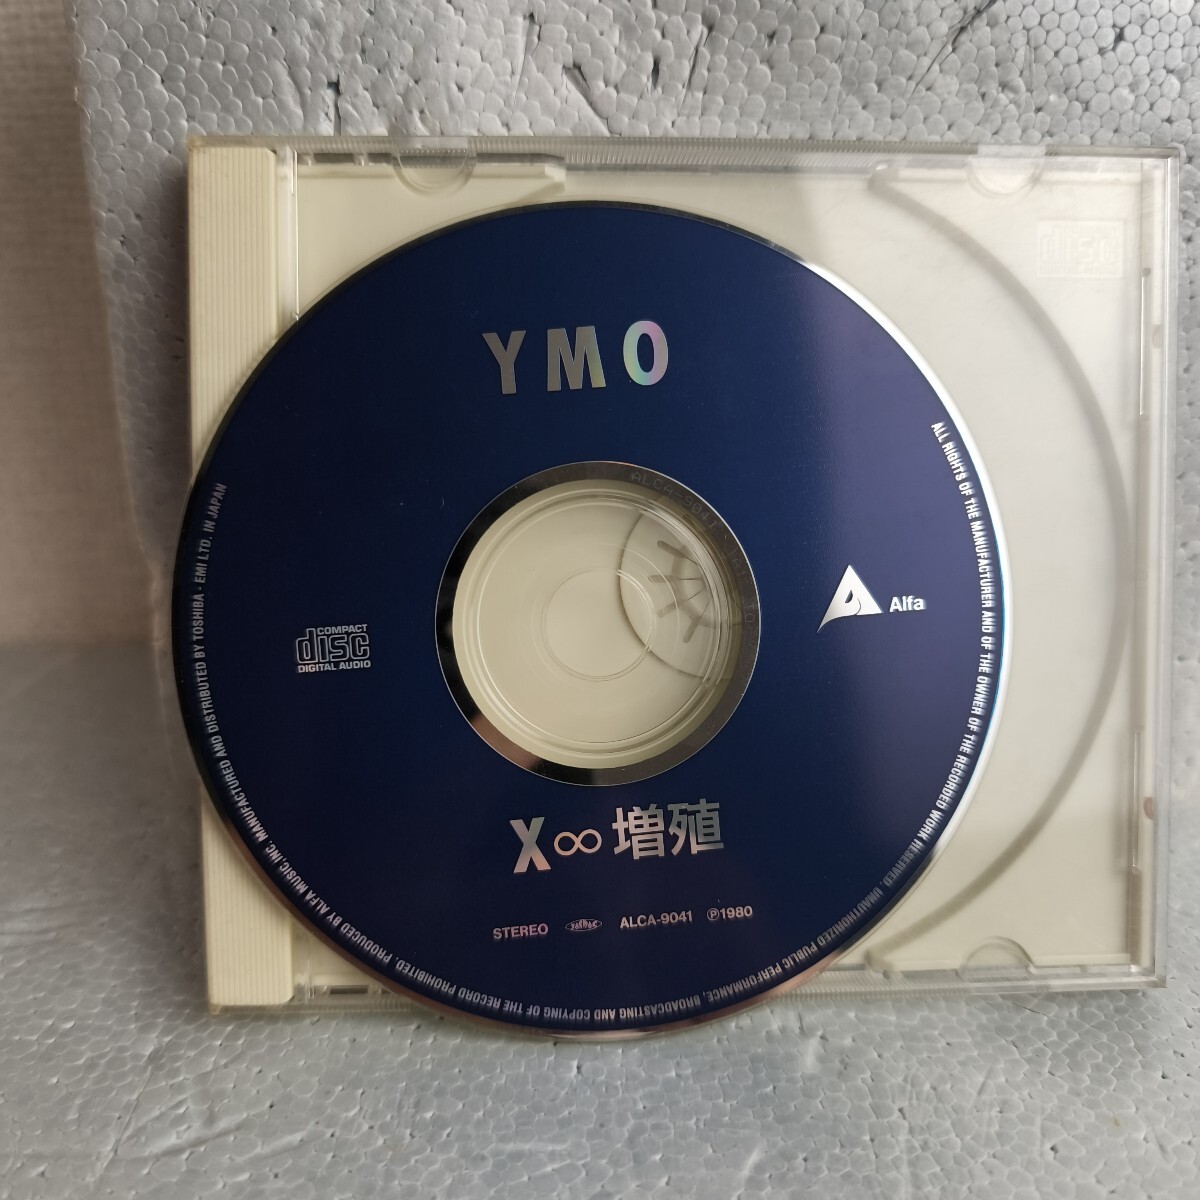 YMO
ALCA-9041
COMPACT
disc
DIGITAL AUDIO
Alfa
X∞増殖
STEREO
ALCA-9041 ℗1980
ALL RIGHTS OF THE MANUFACTURER AND OF THE OWNER OF THE RECORDED WORK RESERVED. UNAUTHORIZED PUBLIC PERFORMANCE, BROADCASTING AND COPYING OF THE RECORD PROHIBITED. PRODUCED BY ALFA MUSIC, INC. MANUFACTURED AND DISTRIBUTED BY TOSHIBA - EMI LTD. IN JAPAN
disc